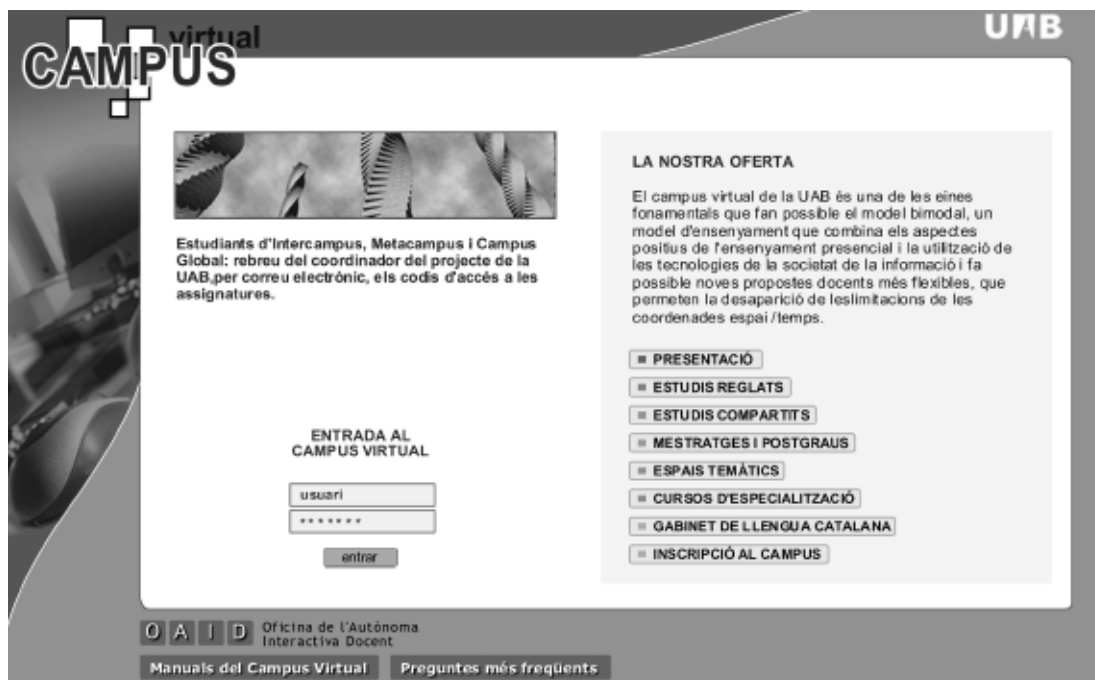 virtual
CAMPUS
UAB
Estudiants d'Intercampus, Metacampus i Campus
Global: rebreu del coordinador del projecte de la
UAB,per correu electrònic, els codis d'accés a les
assignatures.
ENTRADA AL
CAMPUS VIRTUAL
usuari
*******
entrar
LA NOSTRA OFERTA
El campus virtual de la UAB és una de les eines
fonamentals que fan possible el model bimodal, un
model d'ensenyament que combina els aspectes
positius de l'ensenyament presencial i la utilització de
les tecnologies de la societat de la informació i fa
possible noves propostes docents més flexibles, que
permeten la desaparició de leslimitacions de les
coordenades espai /temps.
PRESENTACIÓ
ESTUDIS REGLATS
ESTUDIS COMPARTITS
MESTRATGES I POSTGRAUS
ESPAIS TEMÀTICS
CURSOS D'ESPECIALITZACIÓ
GABINET DE LLENGUA CATALANA
INSCRIPCIÓ AL CAMPUS
O A I D Oficina de l'Autònoma
Interactiva Docent
Manuals del Campus Virtual Preguntes més freqüents